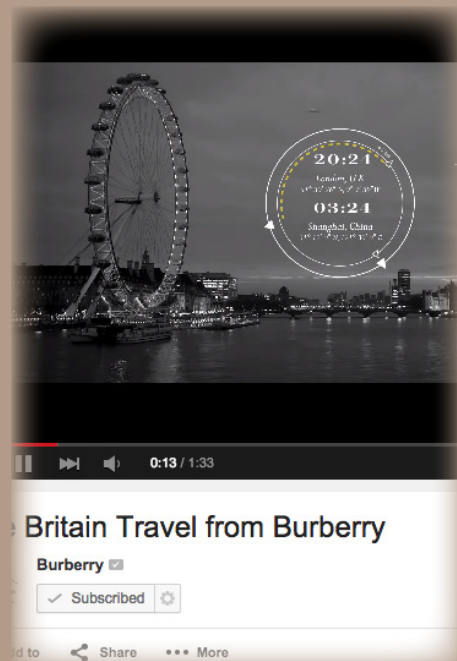 20:24
London, U.K
03:24
Shanghai, China
0:13 / 1:33
Britain Travel from Burberry
Burberry
Subscribed
to
Share
More